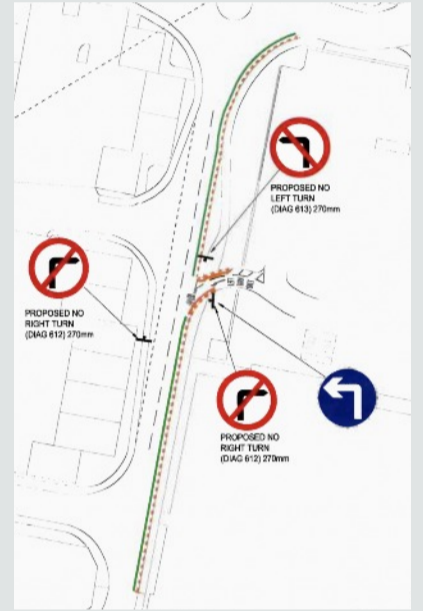 PROPOSED NO
LEFT TURN
(DIAG 613) 270mm
PROPOSED NO
RIGHT TURN
(DIAG 612) 270mm
PROPOSED NO
RIGHT TURN
(DIAG 612) 270mm